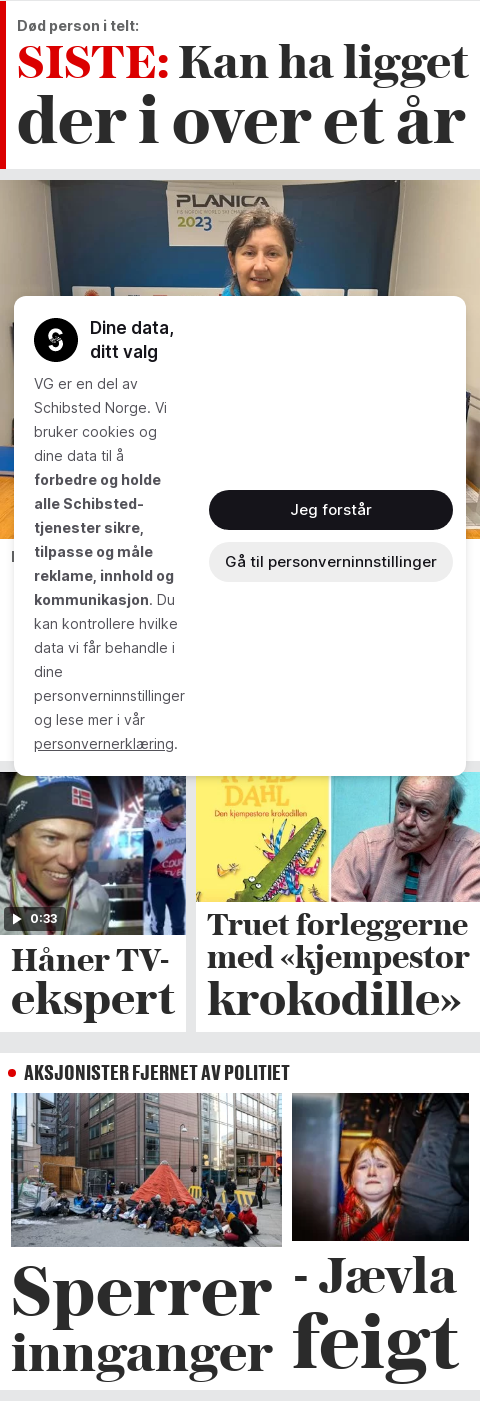 Død person i telt:
SISTE: Kan ha ligget
der i over et år
PLANICA
2023
Dine data,
ditt valg
VG er en del av
Schibsted Norge. Vi
bruker cookies og
dine data til å
forbedre og holde
alle Schibsted-
tjenester sikre,
tilpasse og måle
reklame, innhold og
kommunikasjon. Du
kan kontrollere hvilke
data vi får behandle i
dine
personverninnstillinger
og lese mer i vår
personvernerklæring.
Jeg forstår
Gå til personverninnstillinger
DAHL
Den kjempestore krokodillen
0:33
Håner TV-
ekspert
Truet forleggerne
med «kjempestor
krokodille»
AKSJONISTER FJERNET AV POLITIET
Sperrer
innganger
- Jævla
feigt